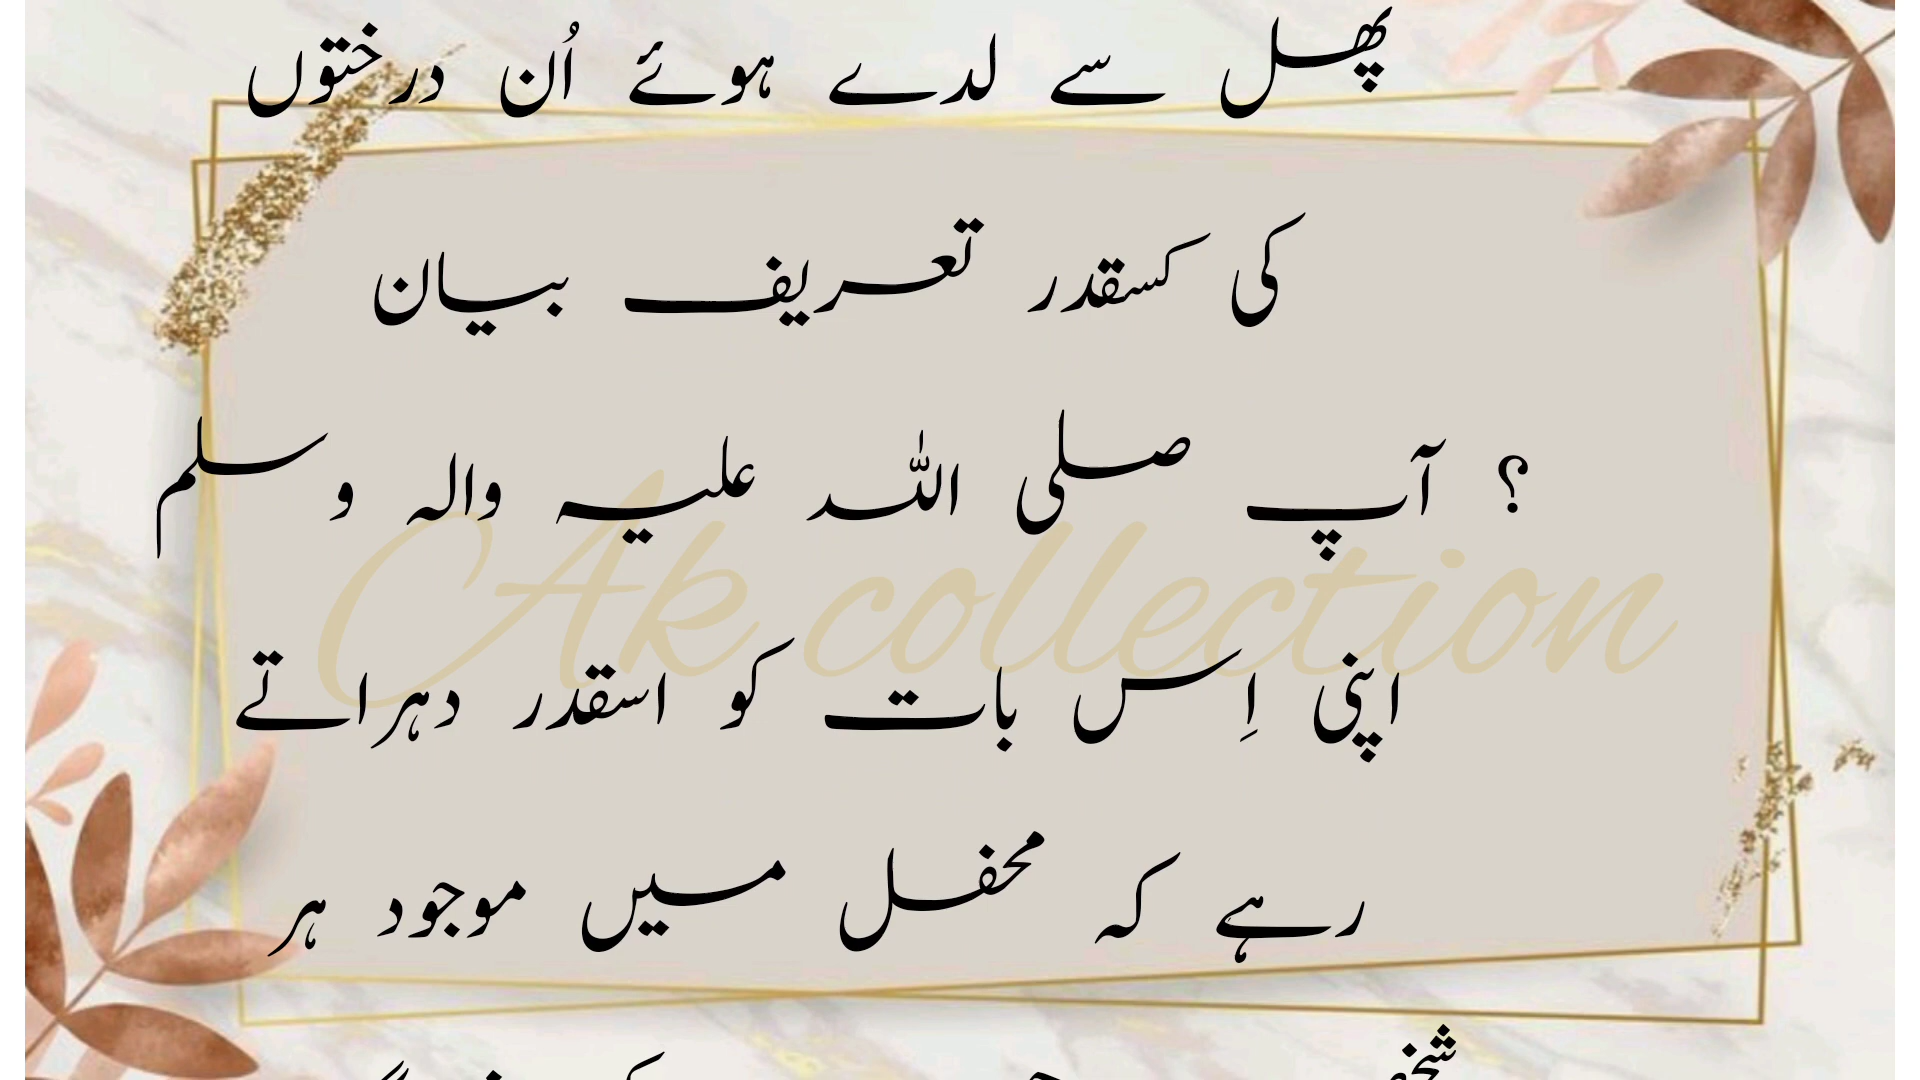 پھل سے لدے ہوئے اُن درختوں
کی کسقدر تعریف بیان
؟ آپ صلی اللہ علیہ والہ وسلم
Ak collection
اپنی اِس بات کو اسقدر دہراتے
رہے کہ محفل میں موجود ہر